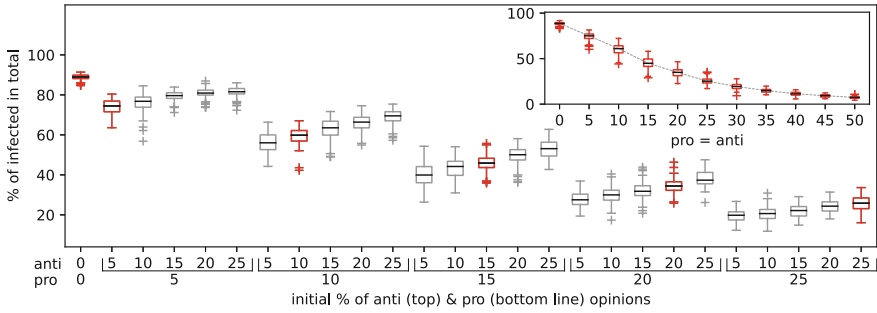 % of infected in total
100
80
60
40
20
100
50
0
0 5 10 15 20 25 30 35 40 45 50
pro = anti
anti 0 5 10 15 20 25 5 10 15 20 25 5 10 15 20 25 5 10 15 20 25 5 10 15 20 25
pro 0 5 10 15 20 25
initial % of anti (top) & pro (bottom line) opinions